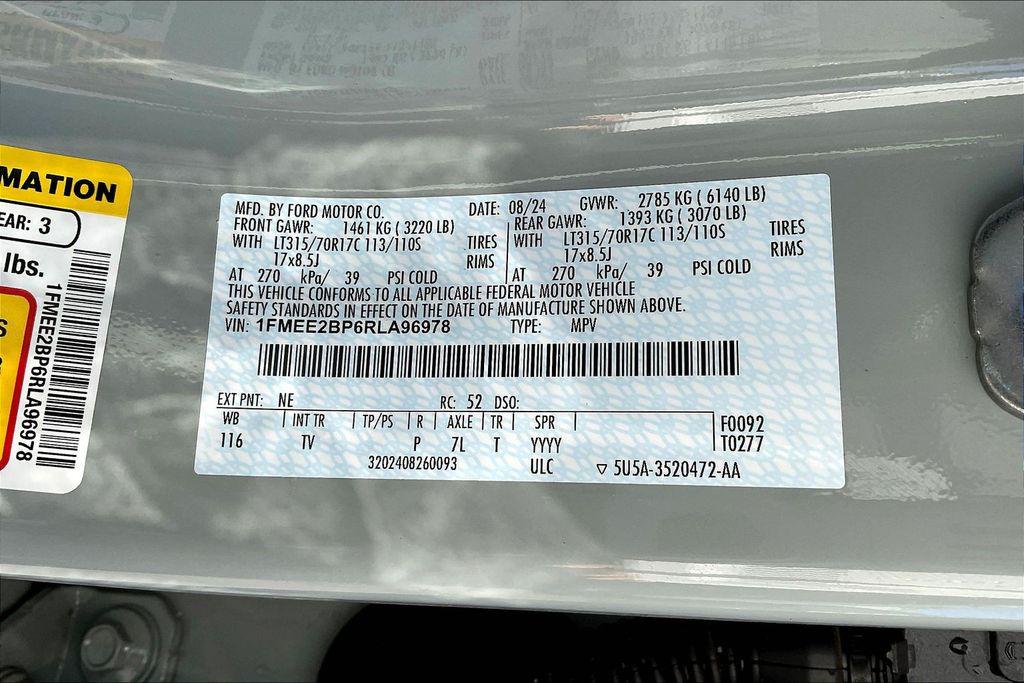 MATION
EAR: 3
lbs.
S
1FMEE2BP6RLA96978
MFD. BY FORD MOTOR CO. DATE: 08/24 GVWR: 2785 KG ( 6140 LB)
FRONT GAWR: 1461 KG ( 3220 LB) REAR GAWR: 1393 KG ( 3070 LB)
WITH LT315/70R17C 113/110S TIRES WITH LT315/70R17C 113/110S TIRES
17x8.5J RIMS 17x8.5J RIMS
AT 270 kPa/ 39 PSI COLD AT 270 kPa/ 39 PSI COLD
THIS VEHICLE CONFORMS TO ALL APPLICABLE FEDERAL MOTOR VEHICLE
SAFETY STANDARDS IN EFFECT ON THE DATE OF MANUFACTURE SHOWN ABOVE.
VIN: 1FMEE2BP6RLA96978 TYPE: MPV
EXT PNT: NE RC: 52 DSO:
WB INT TR TP/PS R AXLE TR SPR F0092
116 TV P 7L T YYYY T0277
3202408260093 ULC ▽ 5U5A-3520472-AA